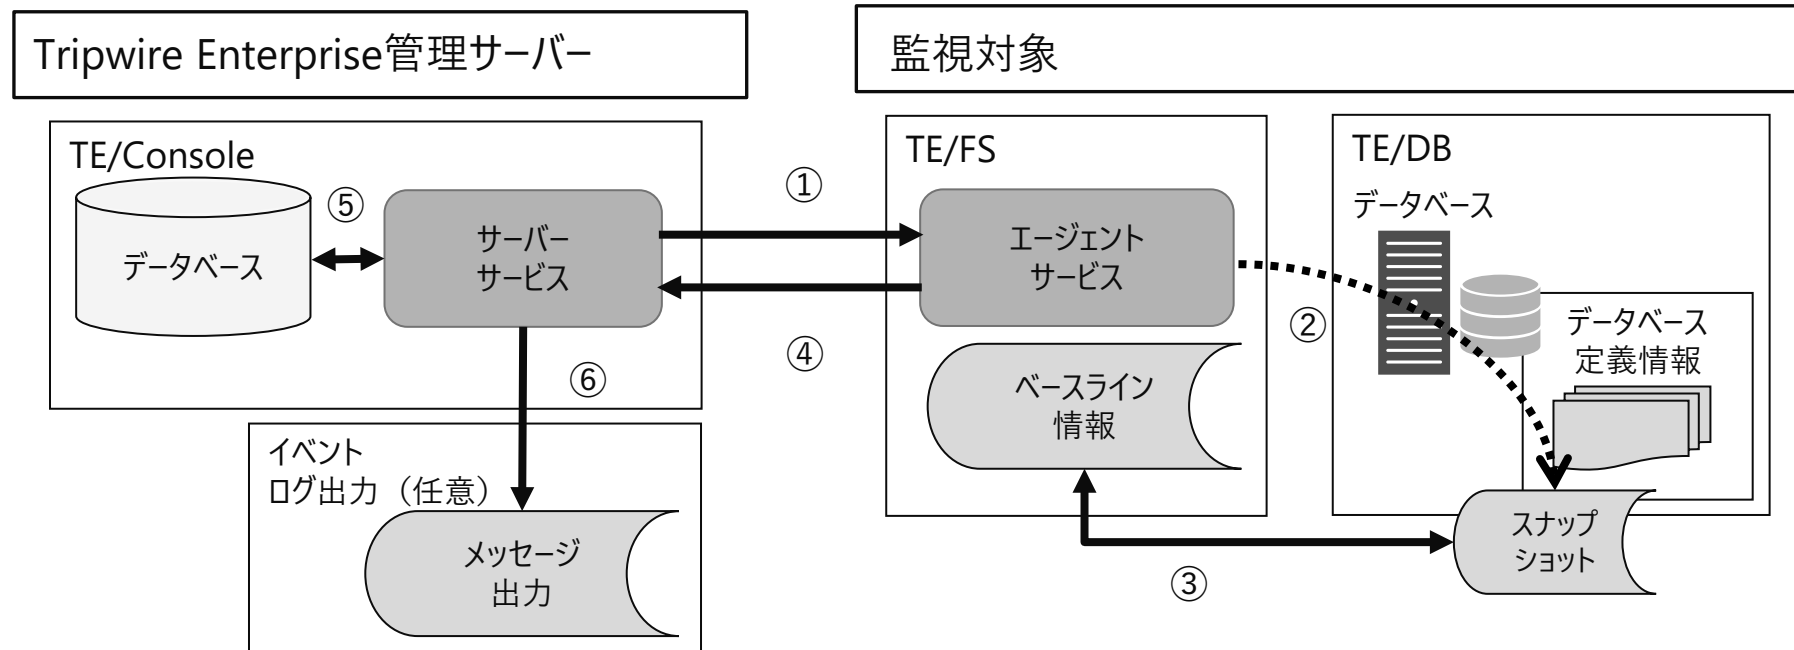 Tripwire Enterprise管理サーバー
監視対象
TE/Console
データベース
⑤
サーバー
サービス
①
④
⑥
イベント
ログ出力（任意）
メッセージ
出力
TE/FS
エージェント
サービス
ベースライン
情報
②
③
TE/DB
データベース
データベース
定義情報
スナップ
ショット